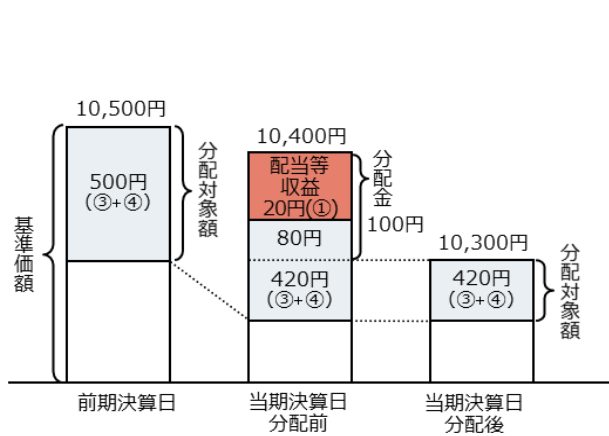 10,500円
500円
(③+④)
分配対象額
基準価額
前期決算日
10,400円
配当等
収益
20円(①)
80円
420円
(③+④)
分配金
100円
当期決算日
分配前
10,300円
420円
(③+④)
分配対象額
当期決算日
分配後